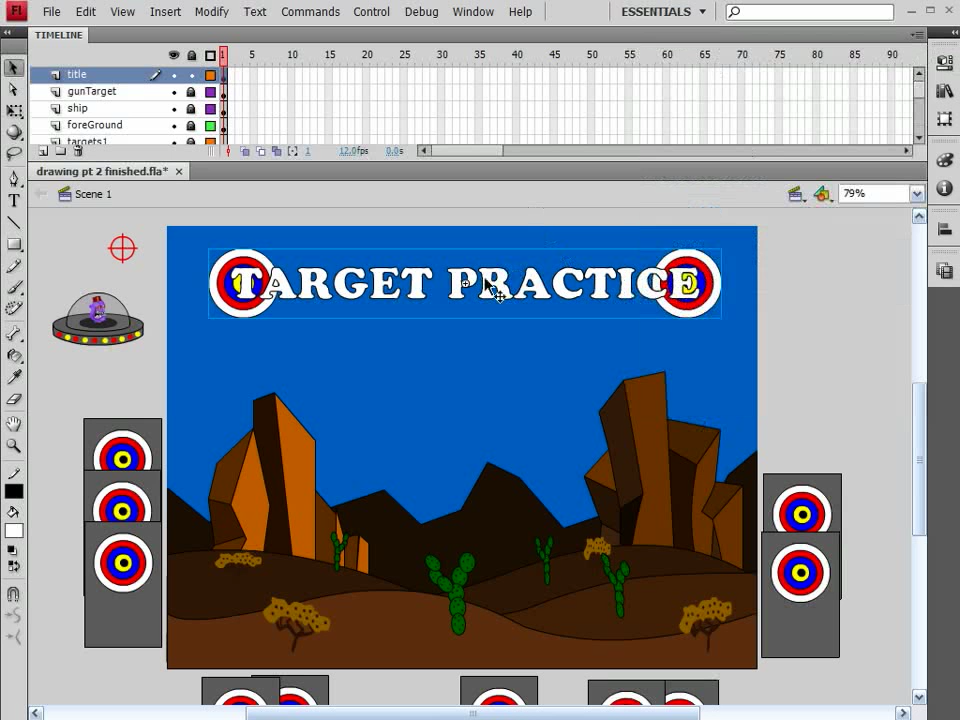 Fl File Edit View Insert Modify Text Commands Control Debug Window Help ESSENTIALS
TIMELINE
1 5 10 15 20 25 30 35 40 45 50 55 60 65 70 75 80 85 90
title
gunTarget
ship
foreGround
targets1
1 12.0fps 0.0s
drawing pt 2 finished.fla*
Scene 1 79%
TARGET PRACTICE